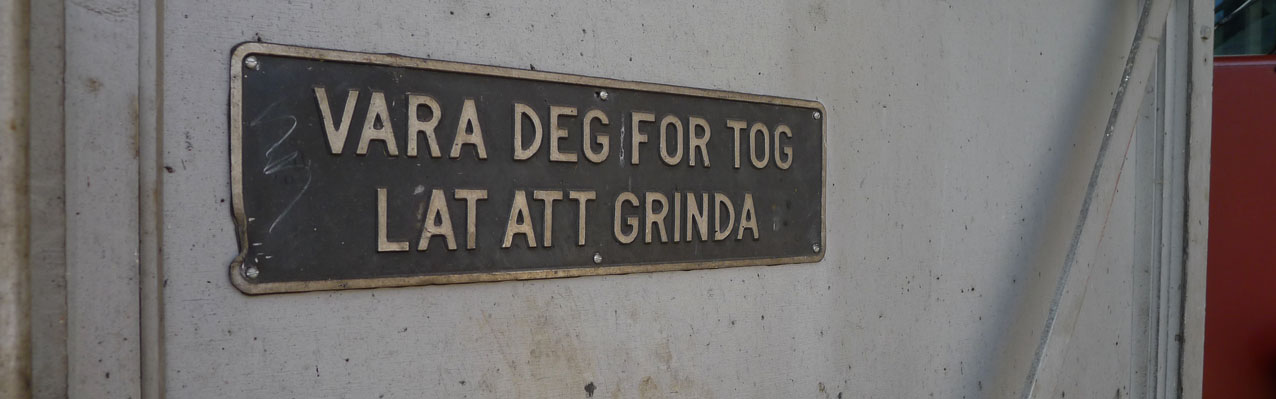 VARA DEG FOR TOG
LAT ATT GRINDA